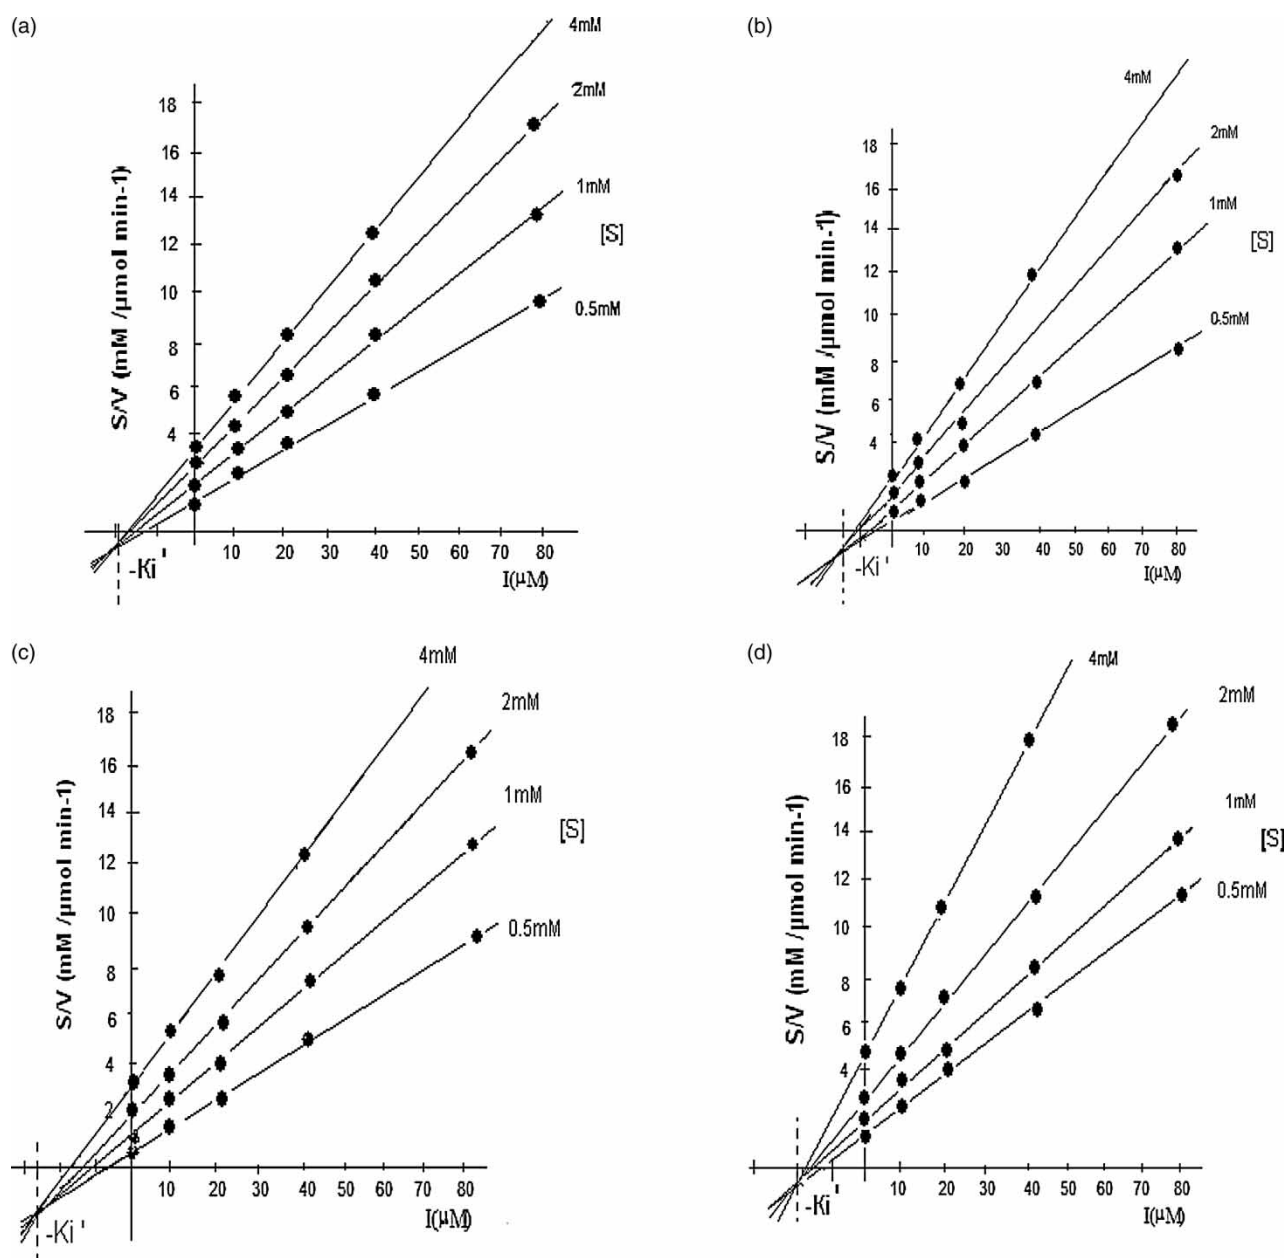 (a)
4mM
2mM
1mM
[S]
0.5mM
S/V (mM /µmol min-1)
18
16
14
12
10
8
6
4
10 20 30 40 50 60 70 80
-Ki'
I(µM)
(b)
4mM
2mM
1mM
[S]
0.5mM
S/V (mM /µmol min-1)
18
16
14
12
10
8
6
4
10 20 30 40 50 60 70 80
-Ki'
I(µM)
(c)
4mM
2mM
1mM
[S]
0.5mM
S/V (mM /µmol min-1)
18
16
14
12
10
8
6
4
2
10 20 30 40 50 60 70 80
-Ki'
I(µM)
(d)
4mM
2mM
1mM
[S]
0.5mM
S/V (mM /µmol min-1)
18
16
14
12
10
8
6
4
10 20 30 40 50 60 70 80
-Ki'
I(µM)